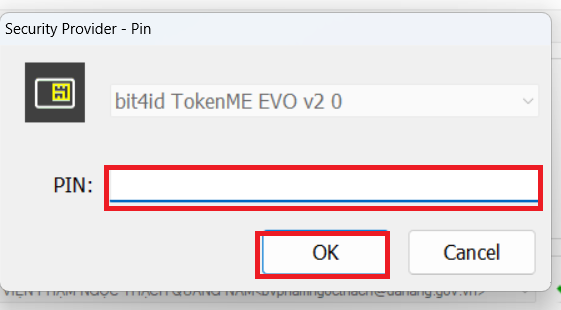 Security Provider - Pin
bit4id TokenME EVO v2 0
PIN:
OK
Cancel
VIỆN PHẠM NGỌC THẠCH QUẢNG NAM<bvphamngocthach@danang.gov.vn>